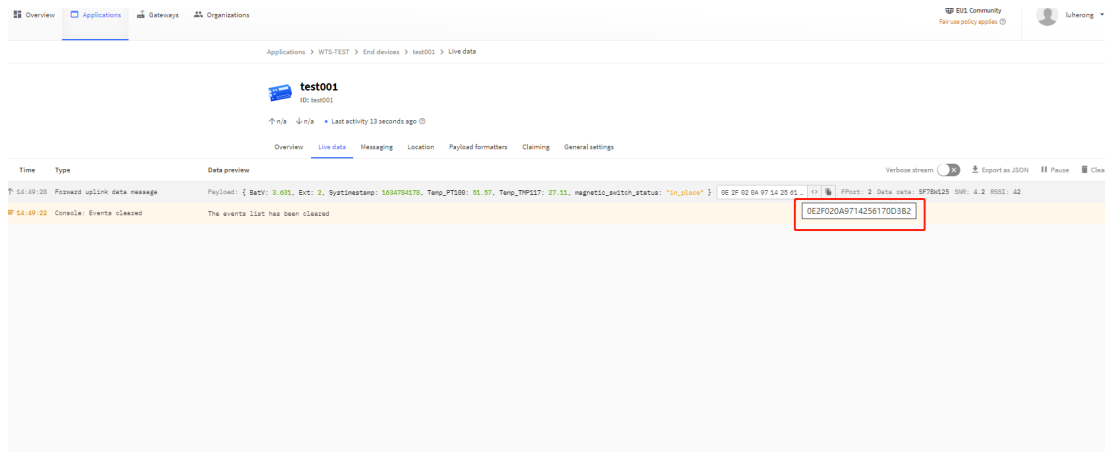 Overview Applications Gateways Organizations EU1 Community Fair use policy applies luherong
Applications > WTS-TEST > End devices > test001 > Live data
test001
ID: test001
↑ n/a ↓ n/a • Last activity 13 seconds ago
Overview Live data Messaging Location Payload formatters Claiming General settings
Time Type Data preview Verbose stream Export as JSON Pause Clea
↑ 14:49:28 Forward uplink data message Payload: { BatV: 3.631, Ext: 2, Systimestamp: 1634784178, Temp_PT100: 51.57, Temp_TMP117: 27.11, magnetic_switch_status: "in_place" } 0E 2F 02 0A 97 14 25 61 … <> FPort: 2 Data rate: SF7BW125 SNR: 4.2 RSSI: 42
14:49:22 Console: Events cleared The events list has been cleared
0E2F020A9714256170D3B2